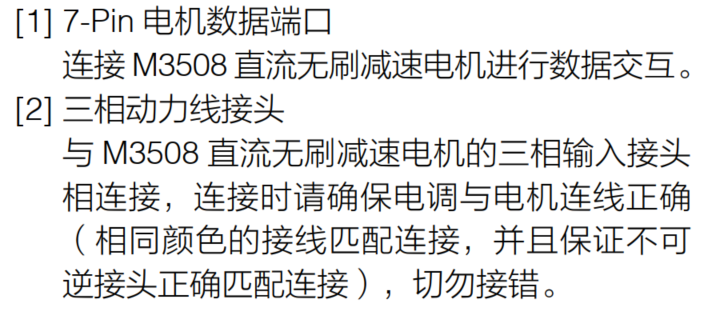 [1] 7-Pin 电机数据端口
连接 M3508 直流无刷减速电机进行数据交互。
[2] 三相动力线接头
与 M3508 直流无刷减速电机的三相输入接头
相连接，连接时请确保电调与电机连线正确
（相同颜色的接线匹配连接，并且保证不可
逆接头正确匹配连接），切勿接错。